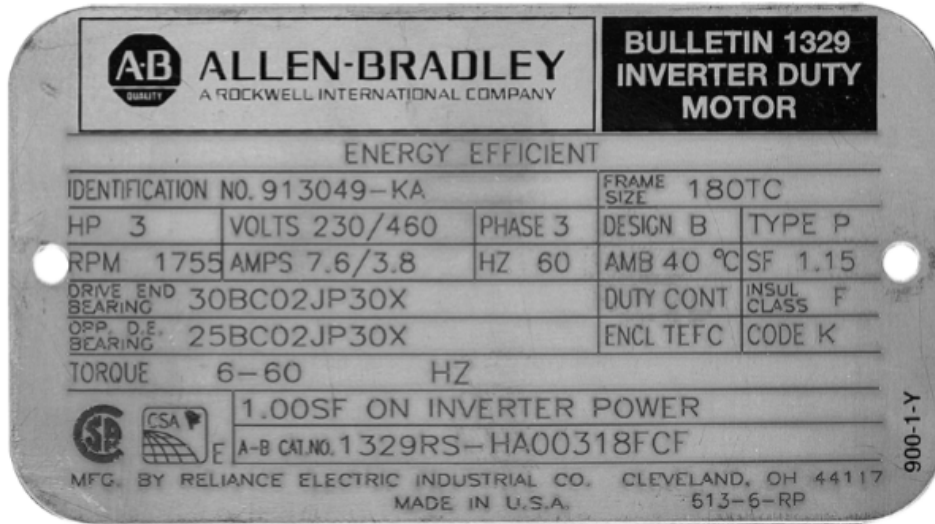 A-B QUALITY
ALLEN-BRADLEY
A ROCKWELL INTERNATIONAL COMPANY
BULLETIN 1329
INVERTER DUTY
MOTOR
ENERGY EFFICIENT
IDENTIFICATION NO. 913049-KA FRAME SIZE 180TC
HP 3 VOLTS 230/460 PHASE 3 DESIGN B TYPE P
RPM 1755 AMPS 7.6/3.8 HZ 60 AMB 40 °C SF 1.15
DRIVE END BEARING 30BC02JP30X DUTY CONT INSUL CLASS F
OPP. D.E. BEARING 25BC02JP30X ENCL TEFC CODE K
TORQUE 6-60 HZ
1.00SF ON INVERTER POWER
CSA E A-B CAT.NO. 1329RS-HA00318FCF
MFG. BY RELIANCE ELECTRIC INDUSTRIAL CO. CLEVELAND, OH 44117
MADE IN U.S.A. 613-6-RP
900-1-Y